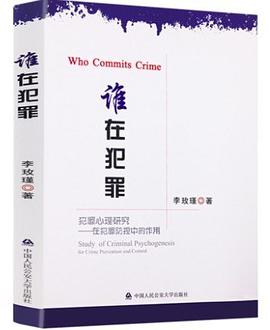 谁在犯罪
李玫瑾 著
Who Commits Crime
谁
在犯罪
李玫瑾 著
犯罪心理研究
——在犯罪防控中的作用
Study of Criminal Psychogenesis
for Crime Prevention and Control
中国人民公安大学出版社